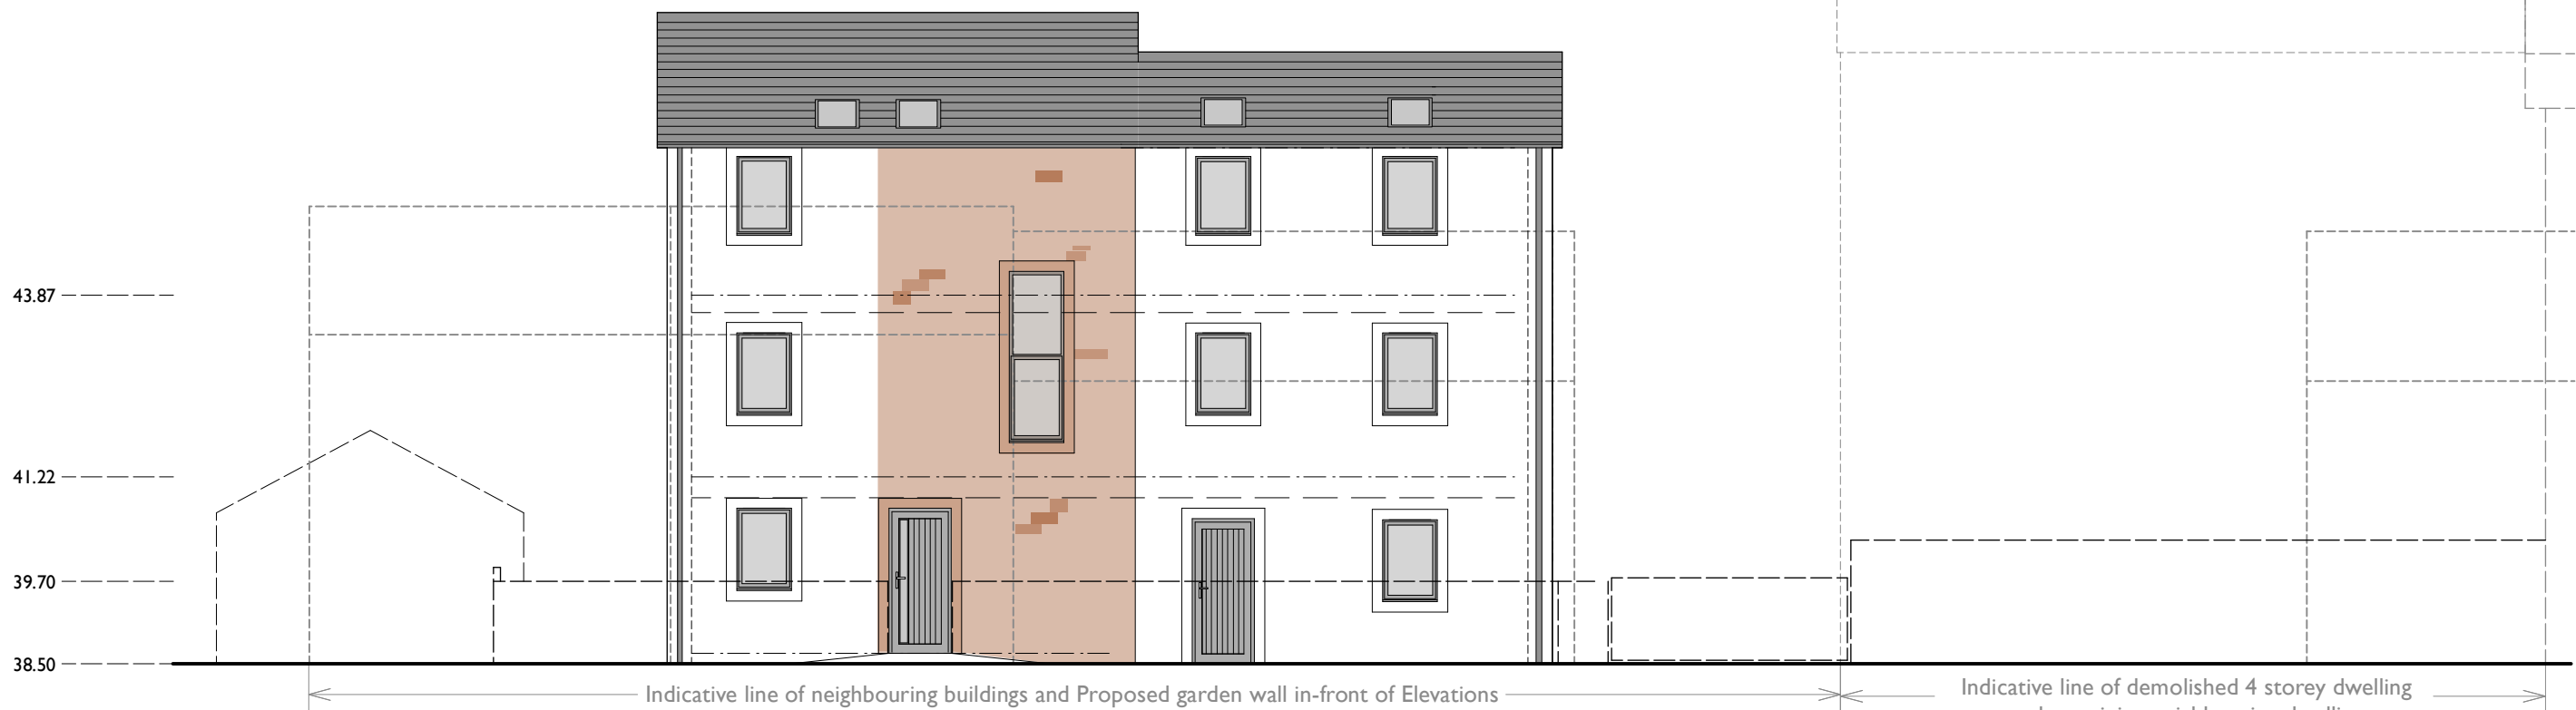 43.87
41.22
39.70
38.50
Indicative line of neighbouring buildings and Proposed garden wall in-front of Elevations
Indicative line of demolished 4 storey dwelling